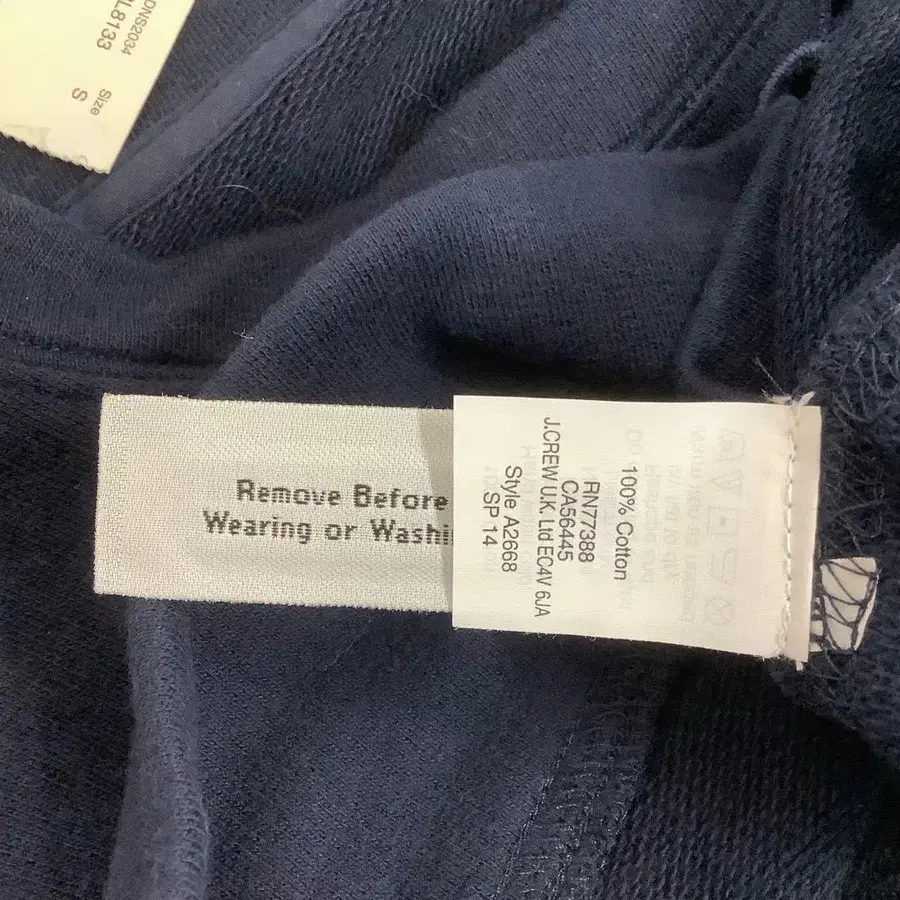 DNS2034
L8133
Size
S
Remove Before
Wearing or Washi
100% Cotton
RN77388
CA56445
J.CREW U.K. Ltd EC4V 6JA
Style A2668
SP 14